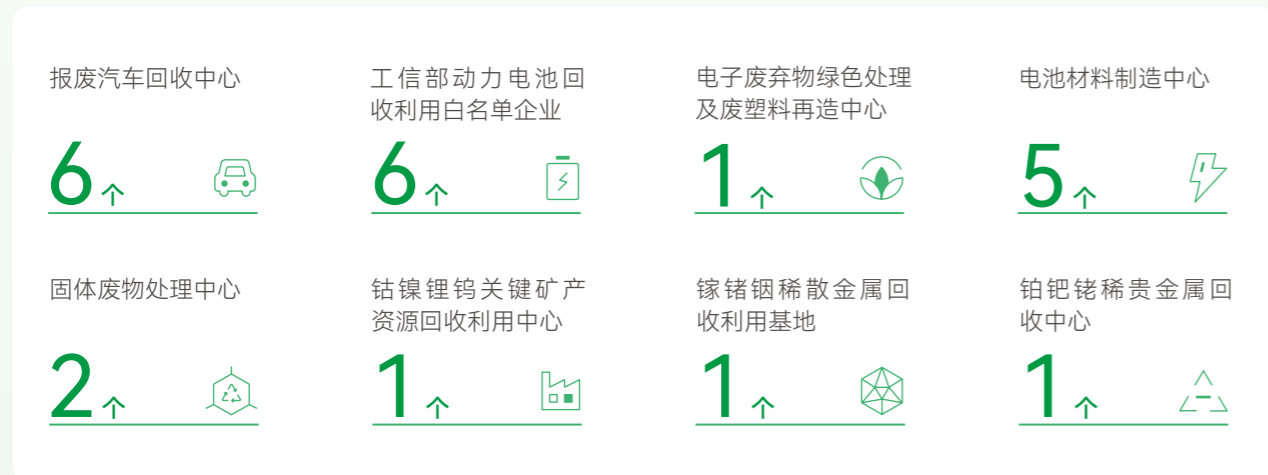 报废汽车回收中心
6个
工信部动力电池回
收利用白名单企业
6个
电子废弃物绿色处理
及废塑料再造中心
1个
电池材料制造中心
5个
固体废物处理中心
2个
钴镍锂钨关键矿产
资源回收利用中心
1个
镓锗铟稀散金属回
收利用基地
1个
铂钯铑稀贵金属回
收中心
1个